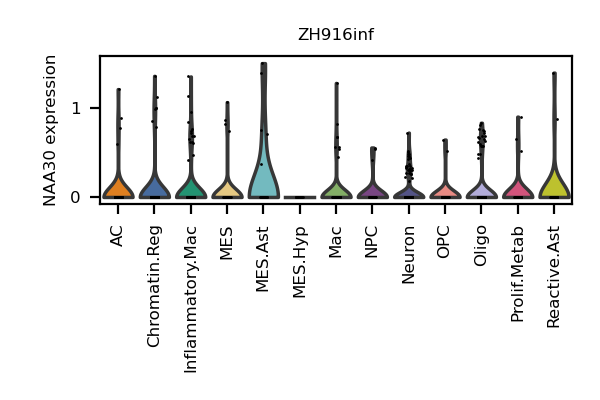 ZH916inf
NAA30 expression
1
0
AC
Chromatin.Reg
Inflammatory.Mac
MES
MES.Ast
MES.Hyp
Mac
NPC
Neuron
OPC
Oligo
Prolif.Metab
Reactive.Ast